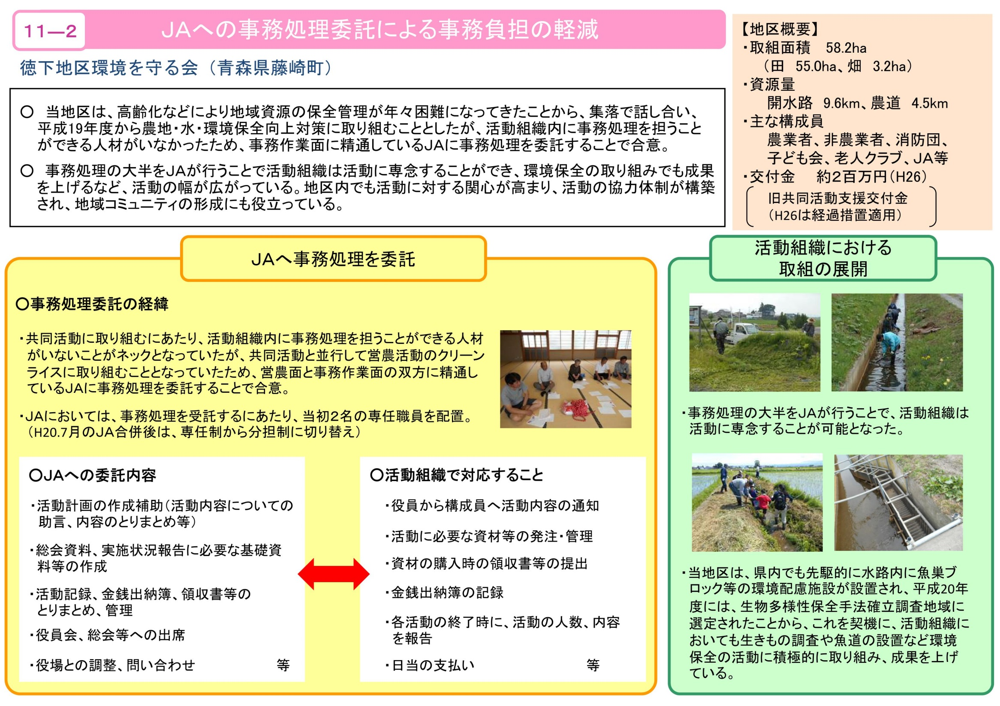 11―2
JAへの事務処理委託による事務負担の軽減
徳下地区環境を守る会（青森県藤崎町）
【地区概要】
・取組面積　58.2ha
（田　55.0ha、畑　3.2ha）
・資源量
開水路　9.6km、農道　4.5km
・主な構成員
農業者、非農業者、消防団、
子ども会、老人クラブ、JA等
・交付金　約２百万円（H26）
旧共同活動支援交付金
（H26は経過措置適用）
○　当地区は、高齢化などにより地域資源の保全管理が年々困難になってきたことから、集落で話し合い、
平成19年度から農地・水・環境保全向上対策に取り組むこととしたが、活動組織内に事務処理を担うこと
ができる人材がいなかったため、事務作業面に精通しているJAに事務処理を委託することで合意。
○　事務処理の大半をJAが行うことで活動組織は活動に専念することができ、環境保全の取り組みでも成果
を上げるなど、活動の幅が広がっている。地区内でも活動に対する関心が高まり、活動の協力体制が構築
され、地域コミュニティの形成にも役立っている。
JAへ事務処理を委託
○事務処理委託の経緯
・共同活動に取り組むにあたり、活動組織内に事務処理を担うことができる人材
がいないことがネックとなっていたが、共同活動と並行して営農活動のクリーン
ライスに取り組むこととなっていたため、営農面と事務作業面の双方に精通し
ているJAに事務処理を委託することで合意。
・JAにおいては、事務処理を受託するにあたり、当初２名の専任職員を配置。
（H20.7月のJA合併後は、専任制から分担制に切り替え）
○JAへの委託内容
・活動計画の作成補助（活動内容についての
助言、内容のとりまとめ等）
・総会資料、実施状況報告に必要な基礎資
料等の作成
・活動記録、金銭出納簿、領収書等の
とりまとめ、管理
・役員会、総会等への出席
・役場との調整、問い合わせ　等
○活動組織で対応すること
・役員から構成員へ活動内容の通知
・活動に必要な資材等の発注・管理
・資材の購入時の領収書等の提出
・金銭出納簿の記録
・各活動の終了時に、活動の人数、内容
を報告
・日当の支払い　等
活動組織における
取組の展開
・事務処理の大半をJAが行うことで、活動組織は
活動に専念することが可能となった。
・当地区は、県内でも先駆的に水路内に魚巣ブ
ロック等の環境配慮施設が設置され、平成20年
度には、生物多様性保全手法確立調査地域に
選定されたことから、これを契機に、活動組織に
おいても生きもの調査や魚道の設置など環境
保全の活動に積極的に取り組み、成果を上げ
ている。